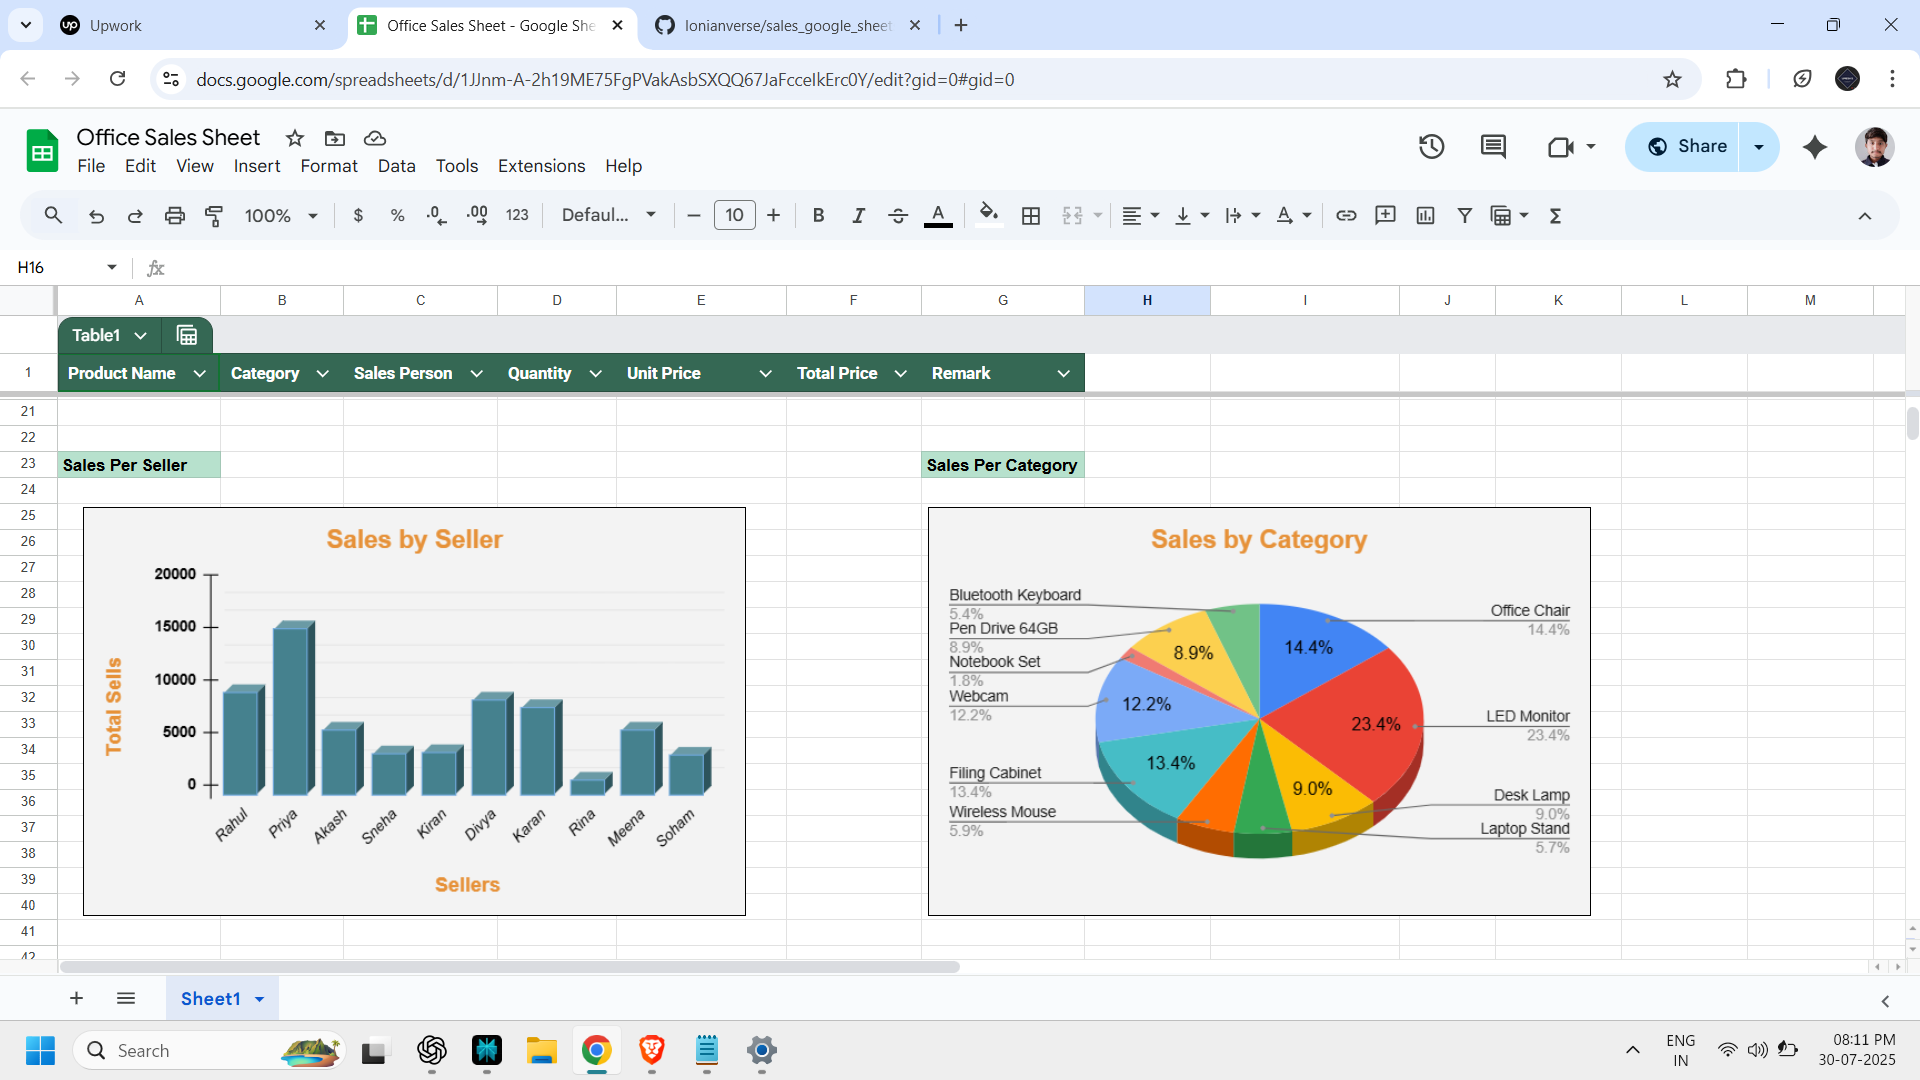 Upwork
Office Sales Sheet - Google She
Ionianverse/sales_google_sheet
docs.google.com/spreadsheets/d/1JJnm-A-2h19ME75FgPVakAsbSXQQ67JaFcceIkErc0Y/edit?gid=0#gid=0
Office Sales Sheet
File Edit View Insert Format Data Tools Extensions Help
Share
100% $ % .0 .00 123 Defaul... 10 B I A
H16
A B C D E F G H I J K L M
Table1
1 Product Name Category Sales Person Quantity Unit Price Total Price Remark
21
22
23 Sales Per Seller Sales Per Category
24
25
26
27
28
29
30
31
32
33
34
35
36
37
38
39
40
41
42
Sales by Seller
20000
15000
10000
5000
0
Total Sells
Rahul Priya Akash Sneha Kiran Divya Karan Rina Meena Soham
Sellers
Sales by Category
Bluetooth Keyboard
5.4%
Pen Drive 64GB
8.9%
Notebook Set
1.8%
Webcam
12.2%
Filing Cabinet
13.4%
Wireless Mouse
5.9%
8.9%
14.4%
12.2%
23.4%
13.4%
9.0%
Office Chair
14.4%
LED Monitor
23.4%
Desk Lamp
9.0%
Laptop Stand
5.7%
Sheet1
Search
ENG
IN
08:11 PM
30-07-2025